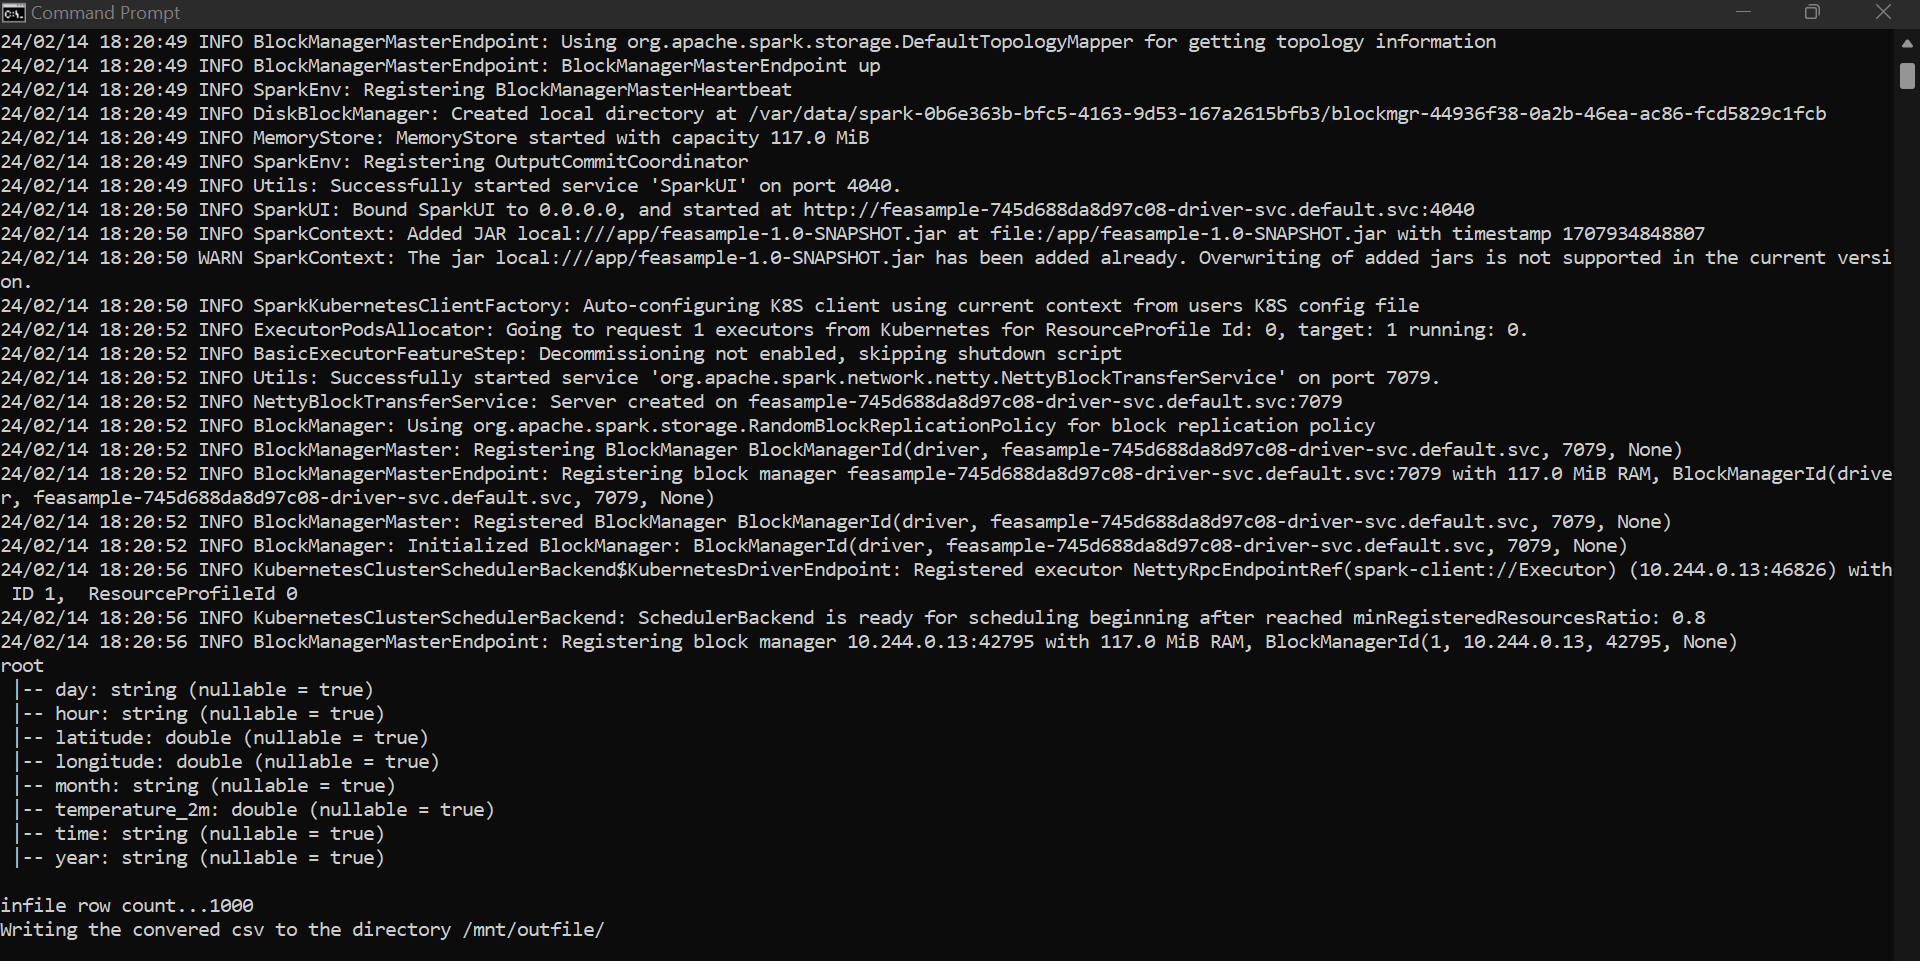 Command Prompt
24/02/14 18:20:49 INFO BlockManagerMasterEndpoint: Using org.apache.spark.storage.DefaultTopologyMapper for getting topology information
24/02/14 18:20:49 INFO BlockManagerMasterEndpoint: BlockManagerMasterEndpoint up
24/02/14 18:20:49 INFO SparkEnv: Registering BlockManagerMasterHeartbeat
24/02/14 18:20:49 INFO DiskBlockManager: Created local directory at /var/data/spark-0b6e363b-bfc5-4163-9d53-167a2615bfb3/blockmgr-44936f38-0a2b-46ea-ac86-fcd5829c1fcb
24/02/14 18:20:49 INFO MemoryStore: MemoryStore started with capacity 117.0 MiB
24/02/14 18:20:49 INFO SparkEnv: Registering OutputCommitCoordinator
24/02/14 18:20:49 INFO Utils: Successfully started service 'SparkUI' on port 4040.
24/02/14 18:20:50 INFO SparkUI: Bound SparkUI to 0.0.0.0, and started at http://feasample-745d688da8d97c08-driver-svc.default.svc:4040
24/02/14 18:20:50 INFO SparkContext: Added JAR local:///app/feasample-1.0-SNAPSHOT.jar at file:/app/feasample-1.0-SNAPSHOT.jar with timestamp 1707934848807
24/02/14 18:20:50 WARN SparkContext: The jar local:///app/feasample-1.0-SNAPSHOT.jar has been added already. Overwriting of added jars is not supported in the current versi
on.
24/02/14 18:20:50 INFO SparkKubernetesClientFactory: Auto-configuring K8S client using current context from users K8S config file
24/02/14 18:20:52 INFO ExecutorPodsAllocator: Going to request 1 executors from Kubernetes for ResourceProfile Id: 0, target: 1 running: 0.
24/02/14 18:20:52 INFO BasicExecutorFeatureStep: Decommissioning not enabled, skipping shutdown script
24/02/14 18:20:52 INFO Utils: Successfully started service 'org.apache.spark.network.netty.NettyBlockTransferService' on port 7079.
24/02/14 18:20:52 INFO NettyBlockTransferService: Server created on feasample-745d688da8d97c08-driver-svc.default.svc:7079
24/02/14 18:20:52 INFO BlockManager: Using org.apache.spark.storage.RandomBlockReplicationPolicy for block replication policy
24/02/14 18:20:52 INFO BlockManagerMaster: Registering BlockManager BlockManagerId(driver, feasample-745d688da8d97c08-driver-svc.default.svc, 7079, None)
24/02/14 18:20:52 INFO BlockManagerMasterEndpoint: Registering block manager feasample-745d688da8d97c08-driver-svc.default.svc:7079 with 117.0 MiB RAM, BlockManagerId(drive
r, feasample-745d688da8d97c08-driver-svc.default.svc, 7079, None)
24/02/14 18:20:52 INFO BlockManagerMaster: Registered BlockManager BlockManagerId(driver, feasample-745d688da8d97c08-driver-svc.default.svc, 7079, None)
24/02/14 18:20:52 INFO BlockManager: Initialized BlockManager: BlockManagerId(driver, feasample-745d688da8d97c08-driver-svc.default.svc, 7079, None)
24/02/14 18:20:56 INFO KubernetesClusterSchedulerBackend$KubernetesDriverEndpoint: Registered executor NettyRpcEndpointRef(spark-client://Executor) (10.244.0.13:46826) with
 ID 1,  ResourceProfileId 0
24/02/14 18:20:56 INFO KubernetesClusterSchedulerBackend: SchedulerBackend is ready for scheduling beginning after reached minRegisteredResourcesRatio: 0.8
24/02/14 18:20:56 INFO BlockManagerMasterEndpoint: Registering block manager 10.244.0.13:42795 with 117.0 MiB RAM, BlockManagerId(1, 10.244.0.13, 42795, None)
root
 |-- day: string (nullable = true)
 |-- hour: string (nullable = true)
 |-- latitude: double (nullable = true)
 |-- longitude: double (nullable = true)
 |-- month: string (nullable = true)
 |-- temperature_2m: double (nullable = true)
 |-- time: string (nullable = true)
 |-- year: string (nullable = true)
infile row count...1000
Writing the convered csv to the directory /mnt/outfile/